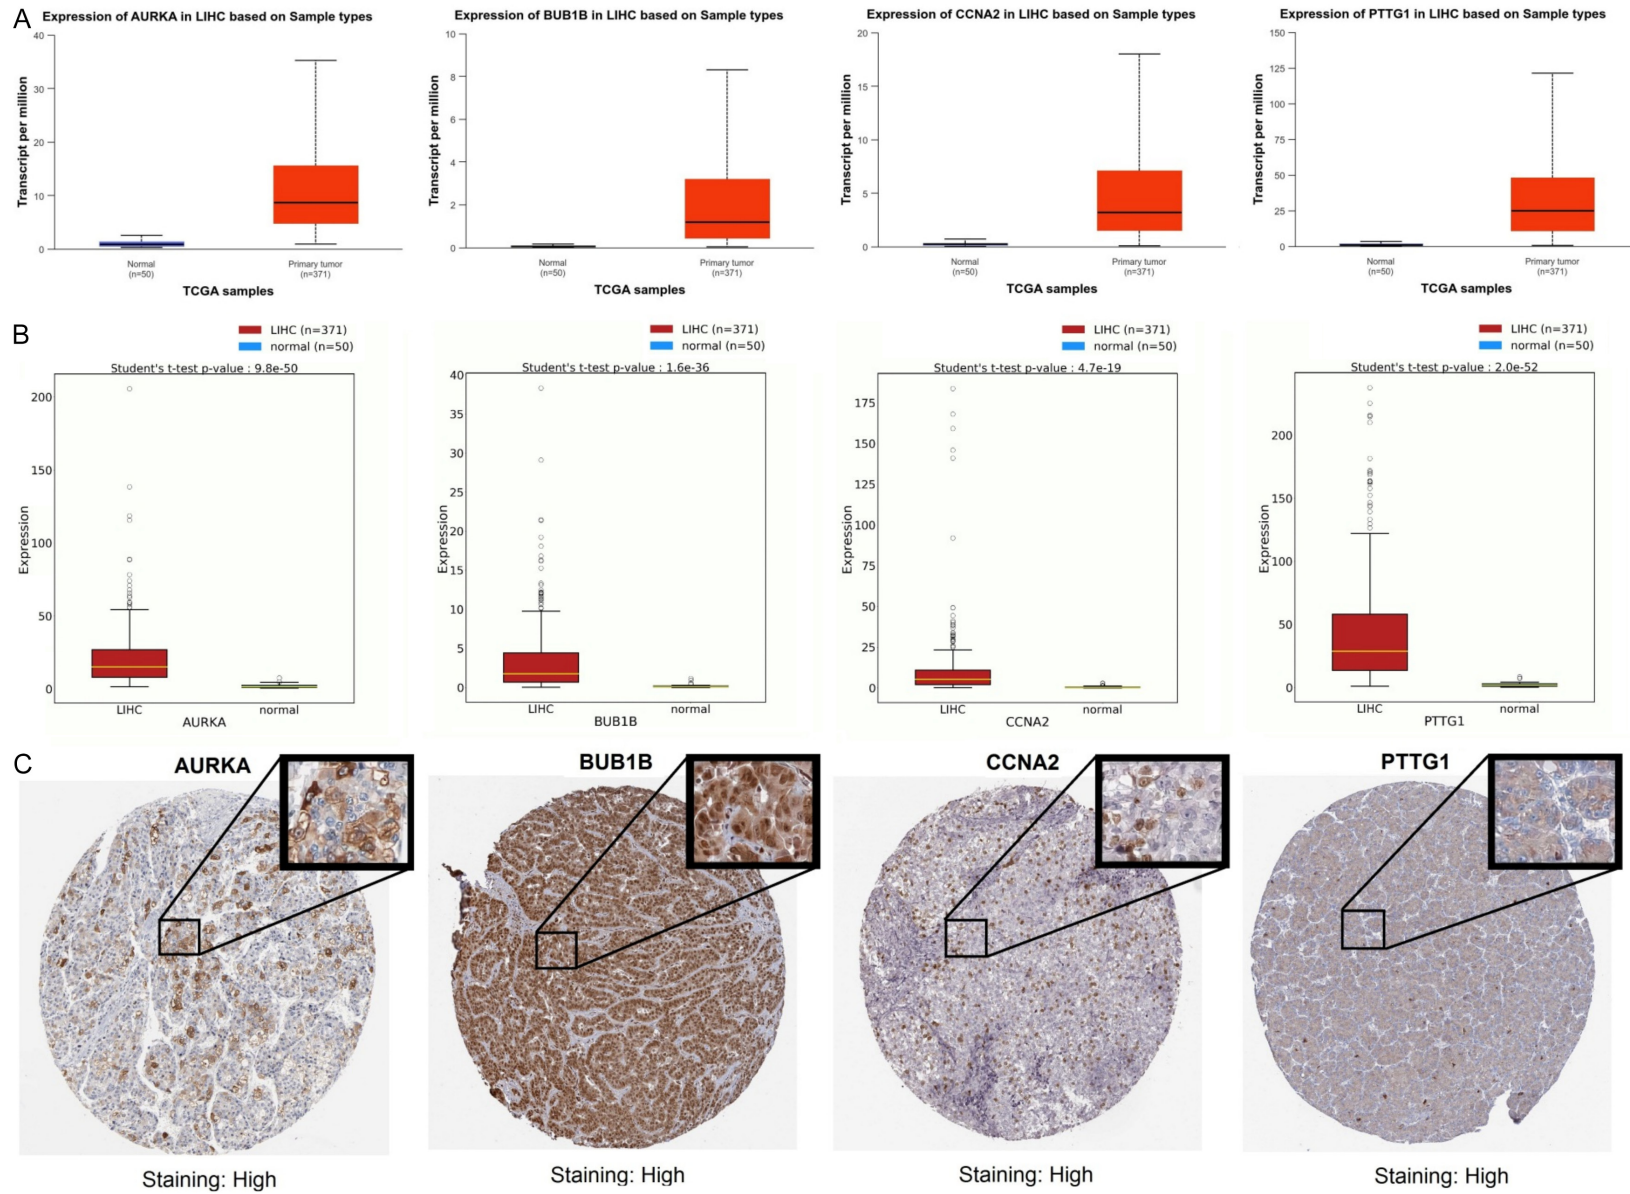 A
Expression of AURKA in LIHC based on Sample types
Transcript per million
40
30
20
10
0
Normal
(n=50)
Primary tumor
(n=371)
TCGA samples
Expression of BUB1B in LIHC based on Sample types
Transcript per million
10
8
6
4
2
0
Normal
(n=50)
Primary tumor
(n=371)
TCGA samples
Expression of CCNA2 in LIHC based on Sample types
Transcript per million
20
15
10
5
0
Normal
(n=50)
Primary tumor
(n=371)
TCGA samples
Expression of PTTG1 in LIHC based on Sample types
Transcript per million
150
125
100
75
50
25
0
Normal
(n=50)
Primary tumor
(n=371)
TCGA samples
B
LIHC (n=371)
normal (n=50)
Student's t-test p-value : 9.8e-50
Expression
200
150
100
50
0
LIHC
normal
AURKA
LIHC (n=371)
normal (n=50)
Student's t-test p-value : 1.6e-36
Expression
40
35
30
25
20
15
10
5
0
LIHC
normal
BUB1B
LIHC (n=371)
normal (n=50)
Student's t-test p-value : 4.7e-19
Expression
175
150
125
100
75
50
25
0
LIHC
normal
CCNA2
LIHC (n=371)
normal (n=50)
Student's t-test p-value : 2.0e-52
Expression
200
150
100
50
0
LIHC
normal
PTTG1
C
AURKA
Staining: High
BUB1B
Staining: High
CCNA2
Staining: High
PTTG1
Staining: High